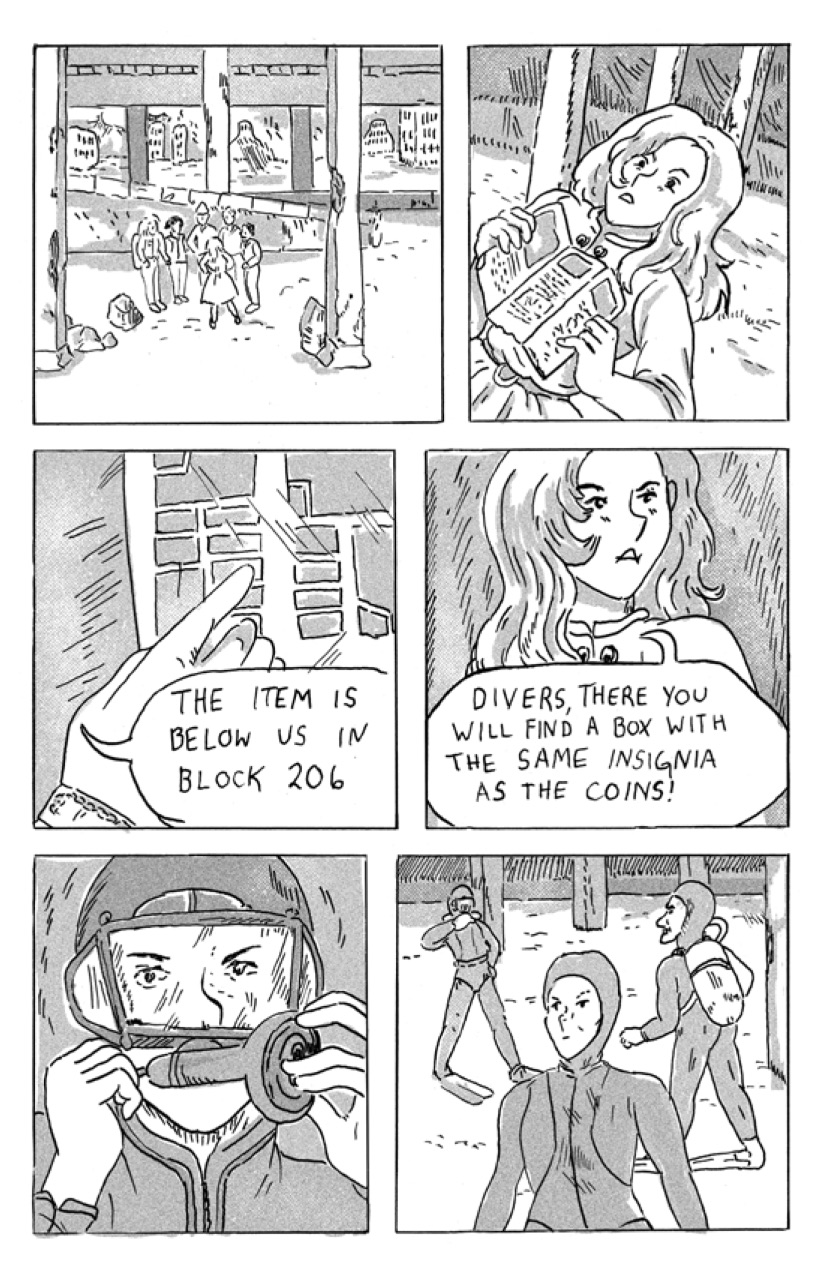 THE ITEM IS
BELOW US IN
BLOCK 206
DIVERS, THERE YOU
WILL FIND A BOX WITH
THE SAME INSIGNIA
AS THE COINS!